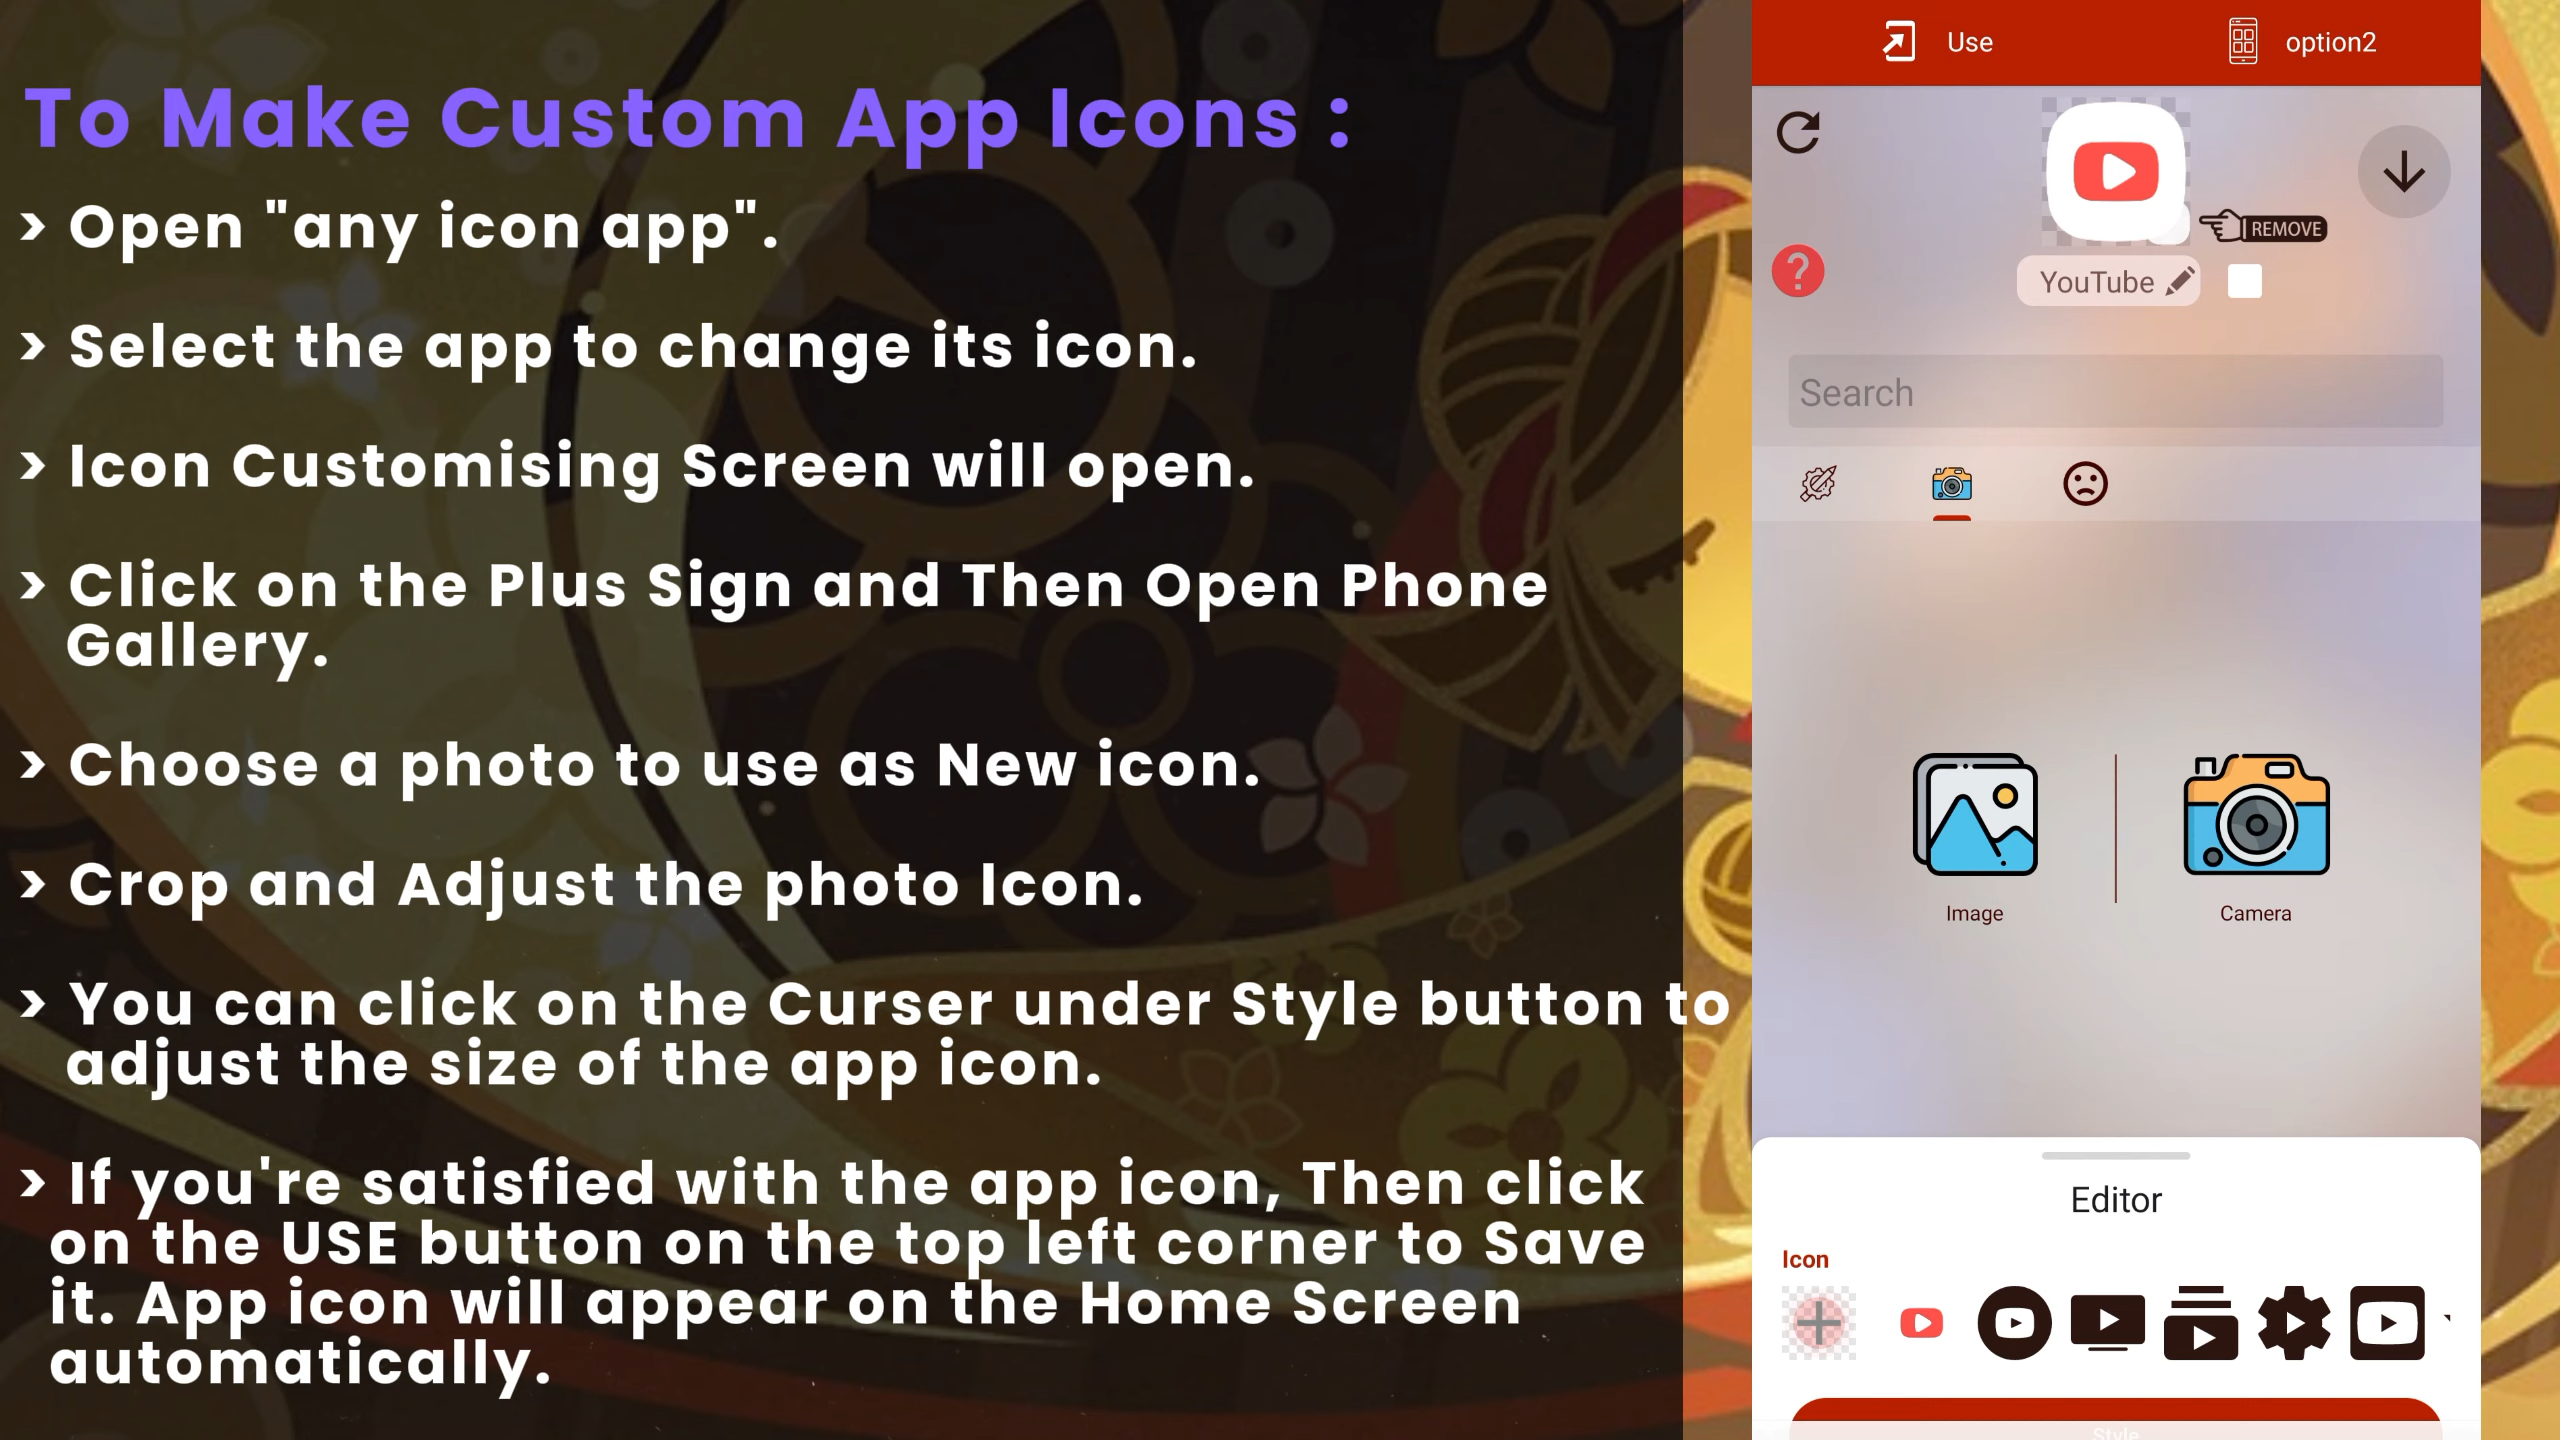 To Make Custom App Icons :
> Open "any icon app".
> Select the app to change its icon.
> Icon Customising Screen will open.
> Click on the Plus Sign and Then Open Phone
Gallery.
> Choose a photo to use as New icon.
> Crop and Adjust the photo Icon.
> You can click on the Curser under Style button to
adjust the size of the app icon.
> If you're satisfied with the app icon, Then click
on the USE button on the top left corner to Save
it. App icon will appear on the Home Screen
automatically.
Use
option2
REMOVE
YouTube
Search
Image
Camera
Editor
Icon
Style